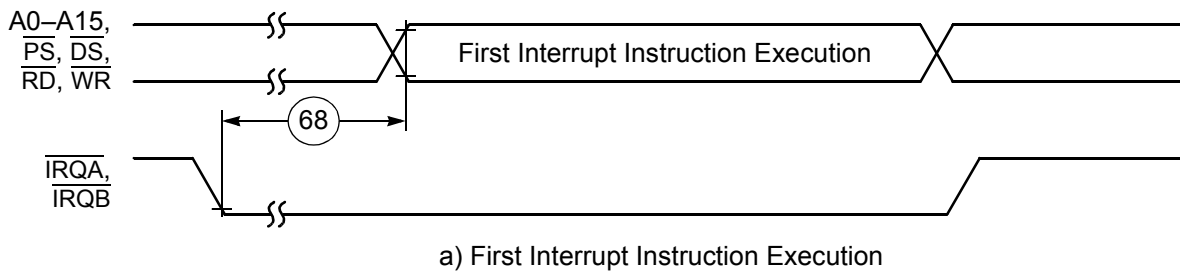 A0–A15,
PS, DS,
RD, WR
First Interrupt Instruction Execution
68
IRQA,
IRQB
a) First Interrupt Instruction Execution